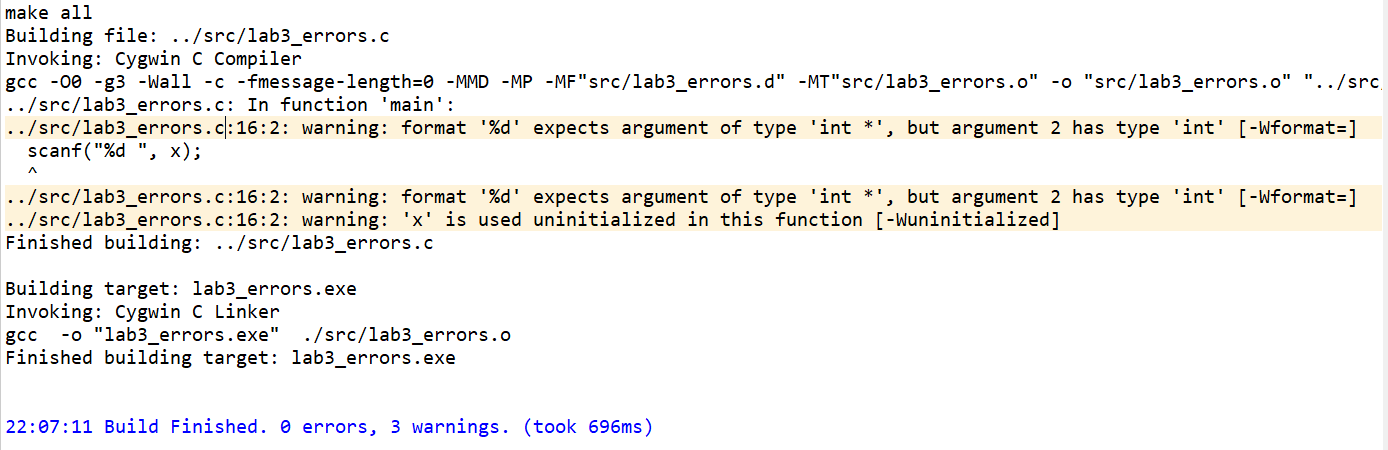 make all
Building file: ../src/lab3_errors.c
Invoking: Cygwin C Compiler
gcc -O0 -g3 -Wall -c -fmessage-length=0 -MMD -MP -MF"src/lab3_errors.d" -MT"src/lab3_errors.o" -o "src/lab3_errors.o" "../src
../src/lab3_errors.c: In function 'main':
../src/lab3_errors.c:16:2: warning: format '%d' expects argument of type 'int *', but argument 2 has type 'int' [-Wformat=]
  scanf("%d ", x);
  ^
../src/lab3_errors.c:16:2: warning: format '%d' expects argument of type 'int *', but argument 2 has type 'int' [-Wformat=]
../src/lab3_errors.c:16:2: warning: 'x' is used uninitialized in this function [-Wuninitialized]
Finished building: ../src/lab3_errors.c
Building target: lab3_errors.exe
Invoking: Cygwin C Linker
gcc  -o "lab3_errors.exe"  ./src/lab3_errors.o
Finished building target: lab3_errors.exe
22:07:11 Build Finished. 0 errors, 3 warnings. (took 696ms)